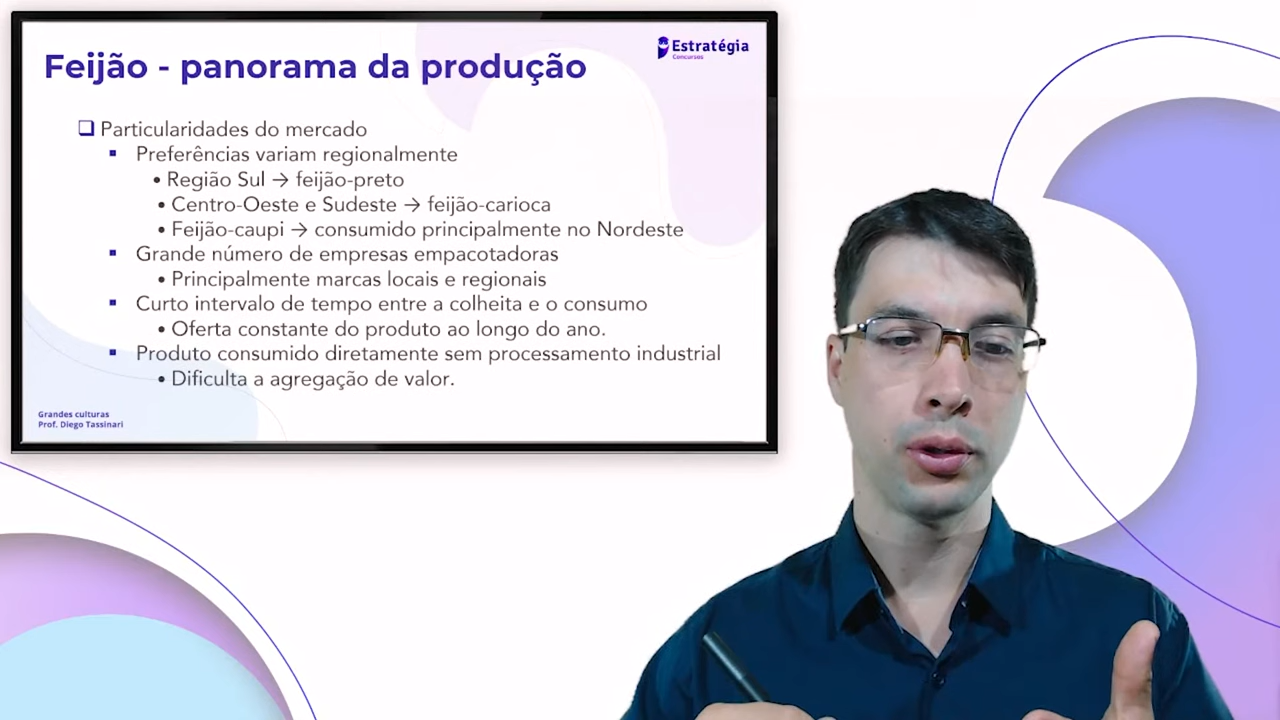 Feijão - panorama da produção
Estratégia
Concursos
❑ Particularidades do mercado
▪ Preferências variam regionalmente
• Região Sul → feijão-preto
• Centro-Oeste e Sudeste → feijão-carioca
• Feijão-caupi → consumido principalmente no Nordeste
▪ Grande número de empresas empacotadoras
• Principalmente marcas locais e regionais
▪ Curto intervalo de tempo entre a colheita e o consumo
• Oferta constante do produto ao longo do ano.
▪ Produto consumido diretamente sem processamento industrial
• Dificulta a agregação de valor.
Grandes culturas
Prof. Diego Tassinari